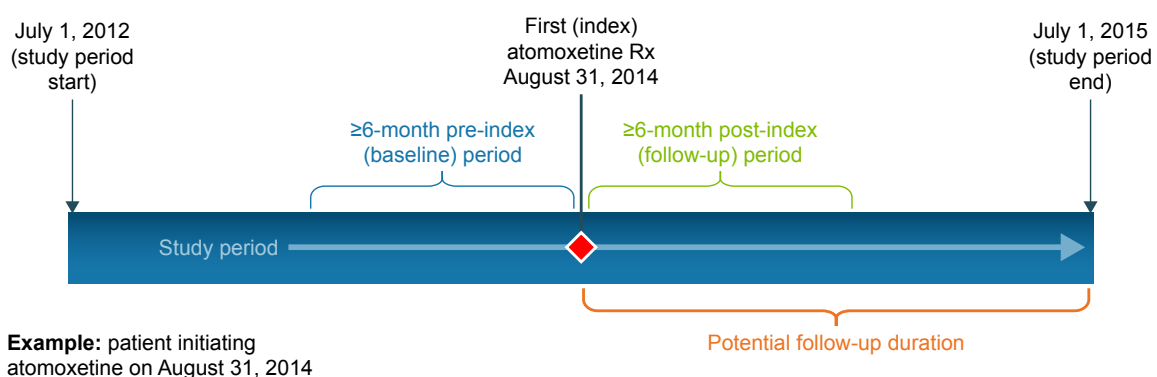 July 1, 2012
(study period
start)
First (index)
atomoxetine Rx
August 31, 2014
July 1, 2015
(study period
end)
≥6-month pre-index
(baseline) period
≥6-month post-index
(follow-up) period
Study period
Potential follow-up duration
Example: patient initiating
atomoxetine on August 31, 2014